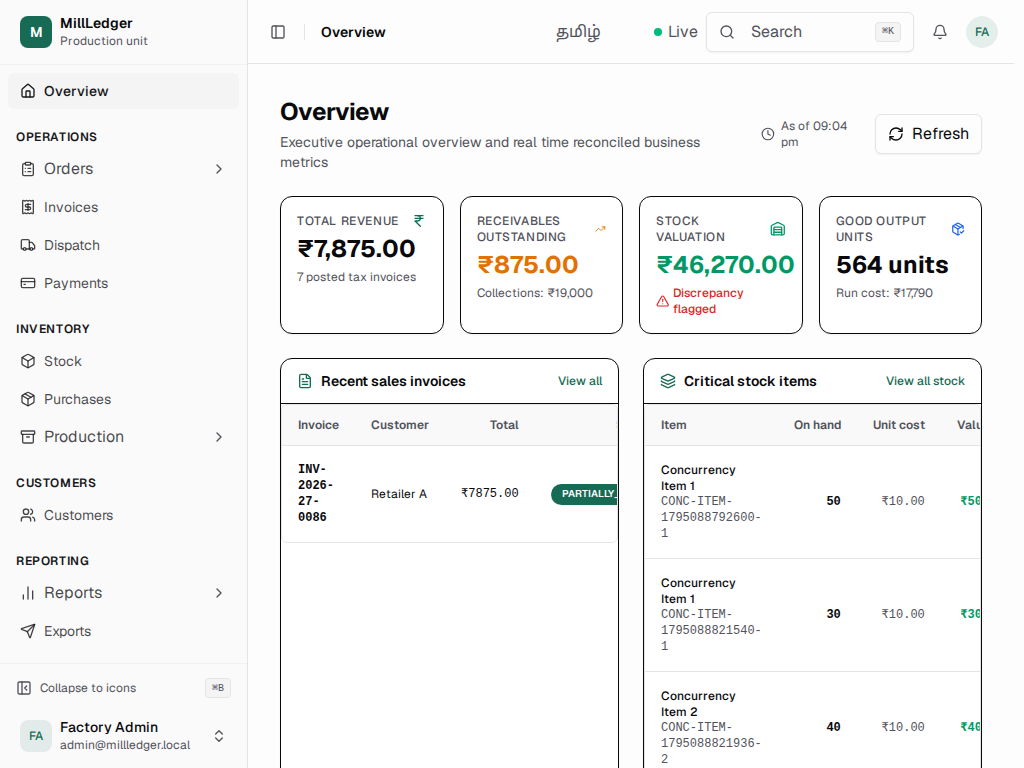 M
MillLedger
Production unit
Overview
OPERATIONS
Orders
Invoices
Dispatch
Payments
INVENTORY
Stock
Purchases
Production
CUSTOMERS
Customers
REPORTING
Reports
Exports
Collapse to icons
⌘B
FA
Factory Admin
admin@millledger.local
Overview
தமிழ்
Live
Search
⌘K
FA
Overview
Executive operational overview and real time reconciled business
metrics
As of 09:04
pm
Refresh
TOTAL REVENUE
₹
₹7,875.00
7 posted tax invoices
RECEIVABLES
OUTSTANDING
₹875.00
Collections: ₹19,000
STOCK
VALUATION
₹46,270.00
Discrepancy
flagged
GOOD OUTPUT
UNITS
564 units
Run cost: ₹17,790
Recent sales invoices
View all
Invoice Customer Total
INV-
2026-
27-
0086
Retailer A
₹7875.00
PARTIALLY_
Critical stock items
View all stock
Item On hand Unit cost Valu
Concurrency
Item 1
CONC-ITEM-
1795088792600-
1
50
₹10.00
₹50
Concurrency
Item 1
CONC-ITEM-
1795088821540-
1
30
₹10.00
₹30
Concurrency
Item 2
CONC-ITEM-
1795088821936-
2
40
₹10.00
₹40